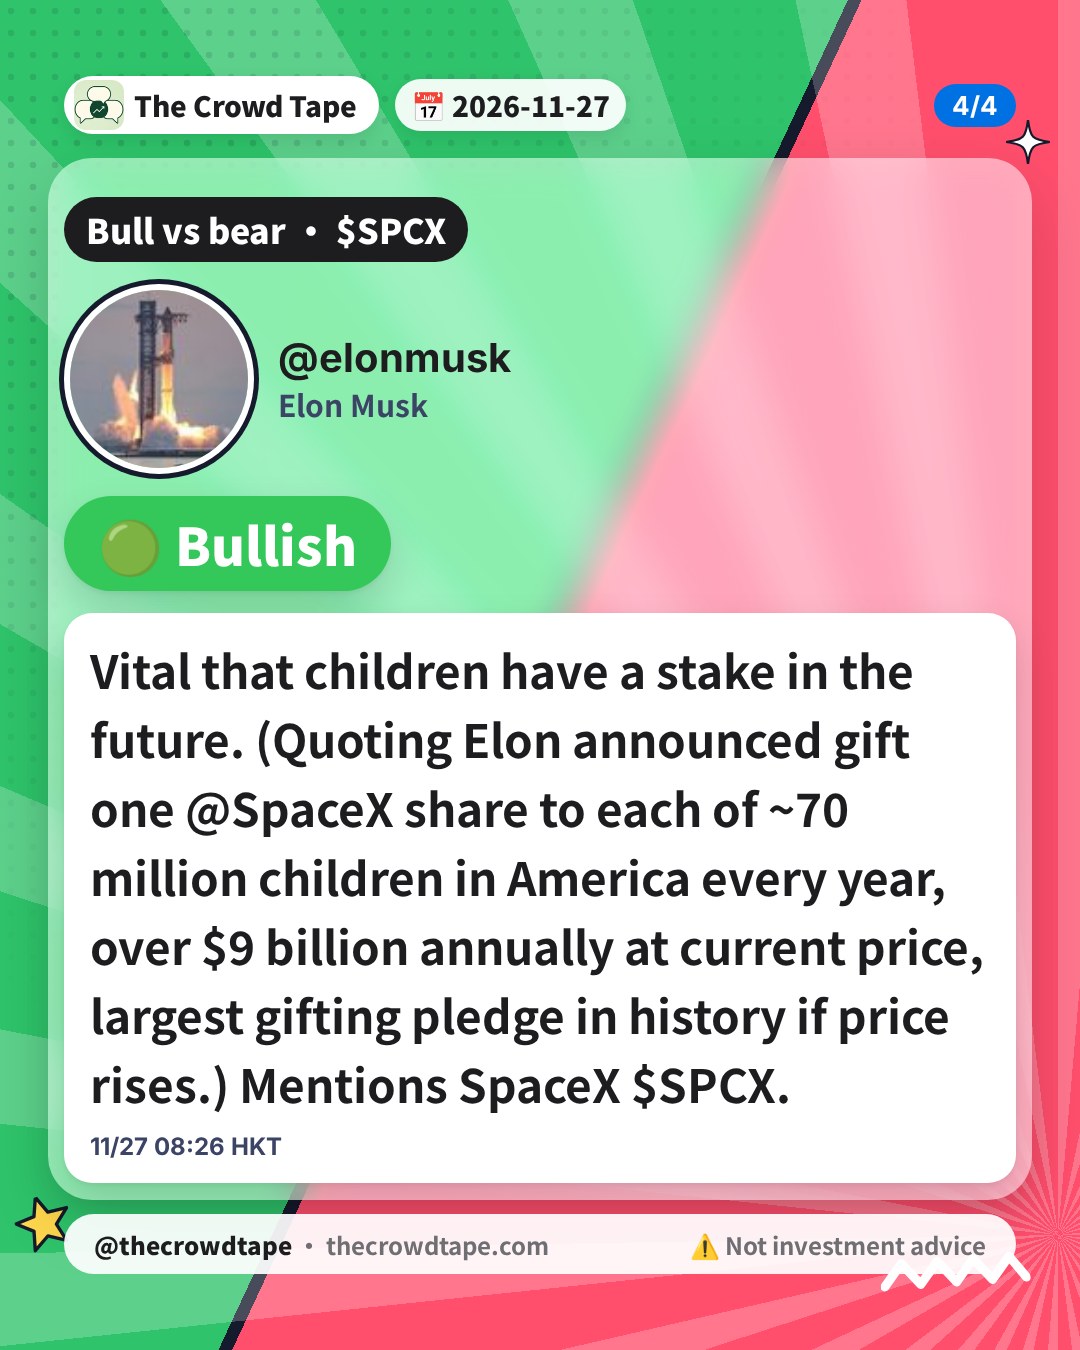 The Crowd Tape
July
17
2026-11-27
4/4
Bull vs bear • $SPCX
@elonmusk
Elon Musk
Bullish
Vital that children have a stake in the
future. (Quoting Elon announced gift
one @SpaceX share to each of ~70
million children in America every year,
over $9 billion annually at current price,
largest gifting pledge in history if price
rises.) Mentions SpaceX $SPCX.
11/27 08:26 HKT
@thecrowdtape • thecrowdtape.com
⚠️ Not investment advice